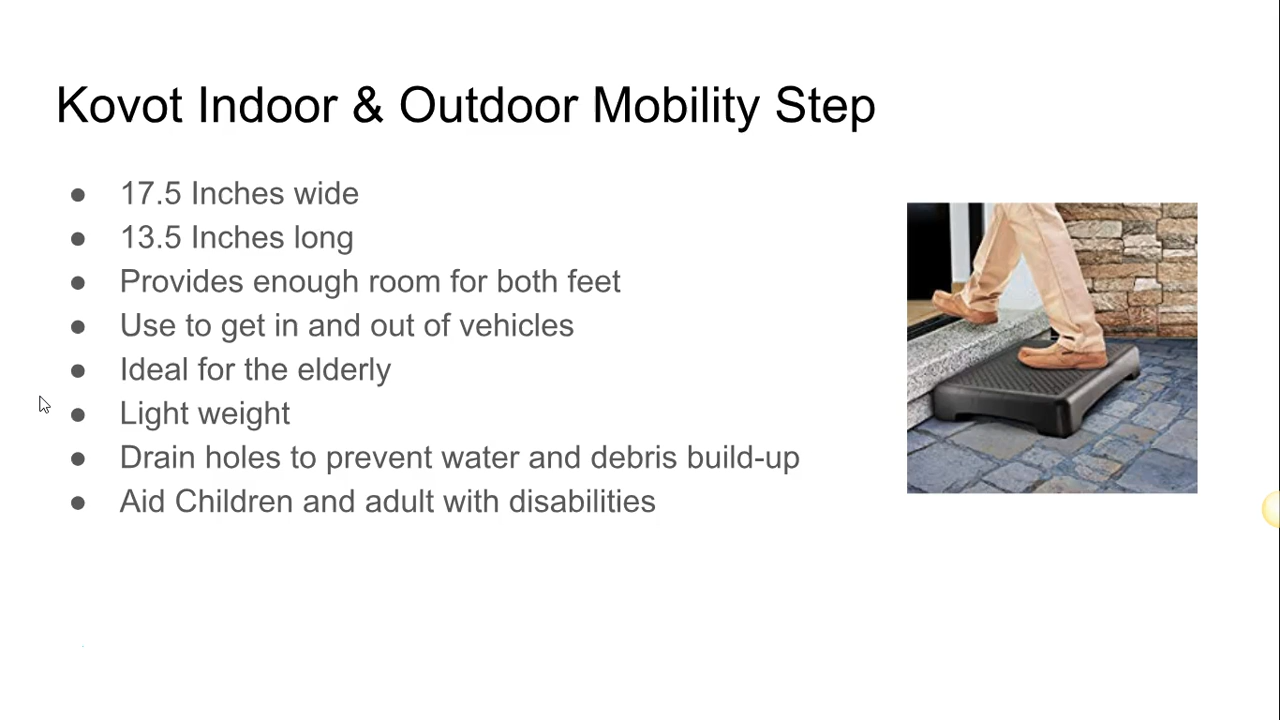 Kovot Indoor & Outdoor Mobility Step
● 17.5 Inches wide
● 13.5 Inches long
● Provides enough room for both feet
● Use to get in and out of vehicles
● Ideal for the elderly
● Light weight
● Drain holes to prevent water and debris build-up
● Aid Children and adult with disabilities